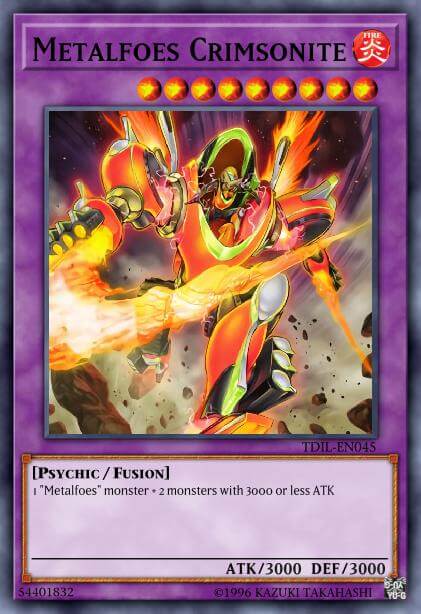 Metalfoes Crimsonite
FIRE
炎
TDIL-EN045
[Psychic / Fusion]
1 "Metalfoes" monster + 2 monsters with 3000 or less ATK
ATK/3000 DEF/3000
54401832
©1996 KAZUKI TAKAHASHI